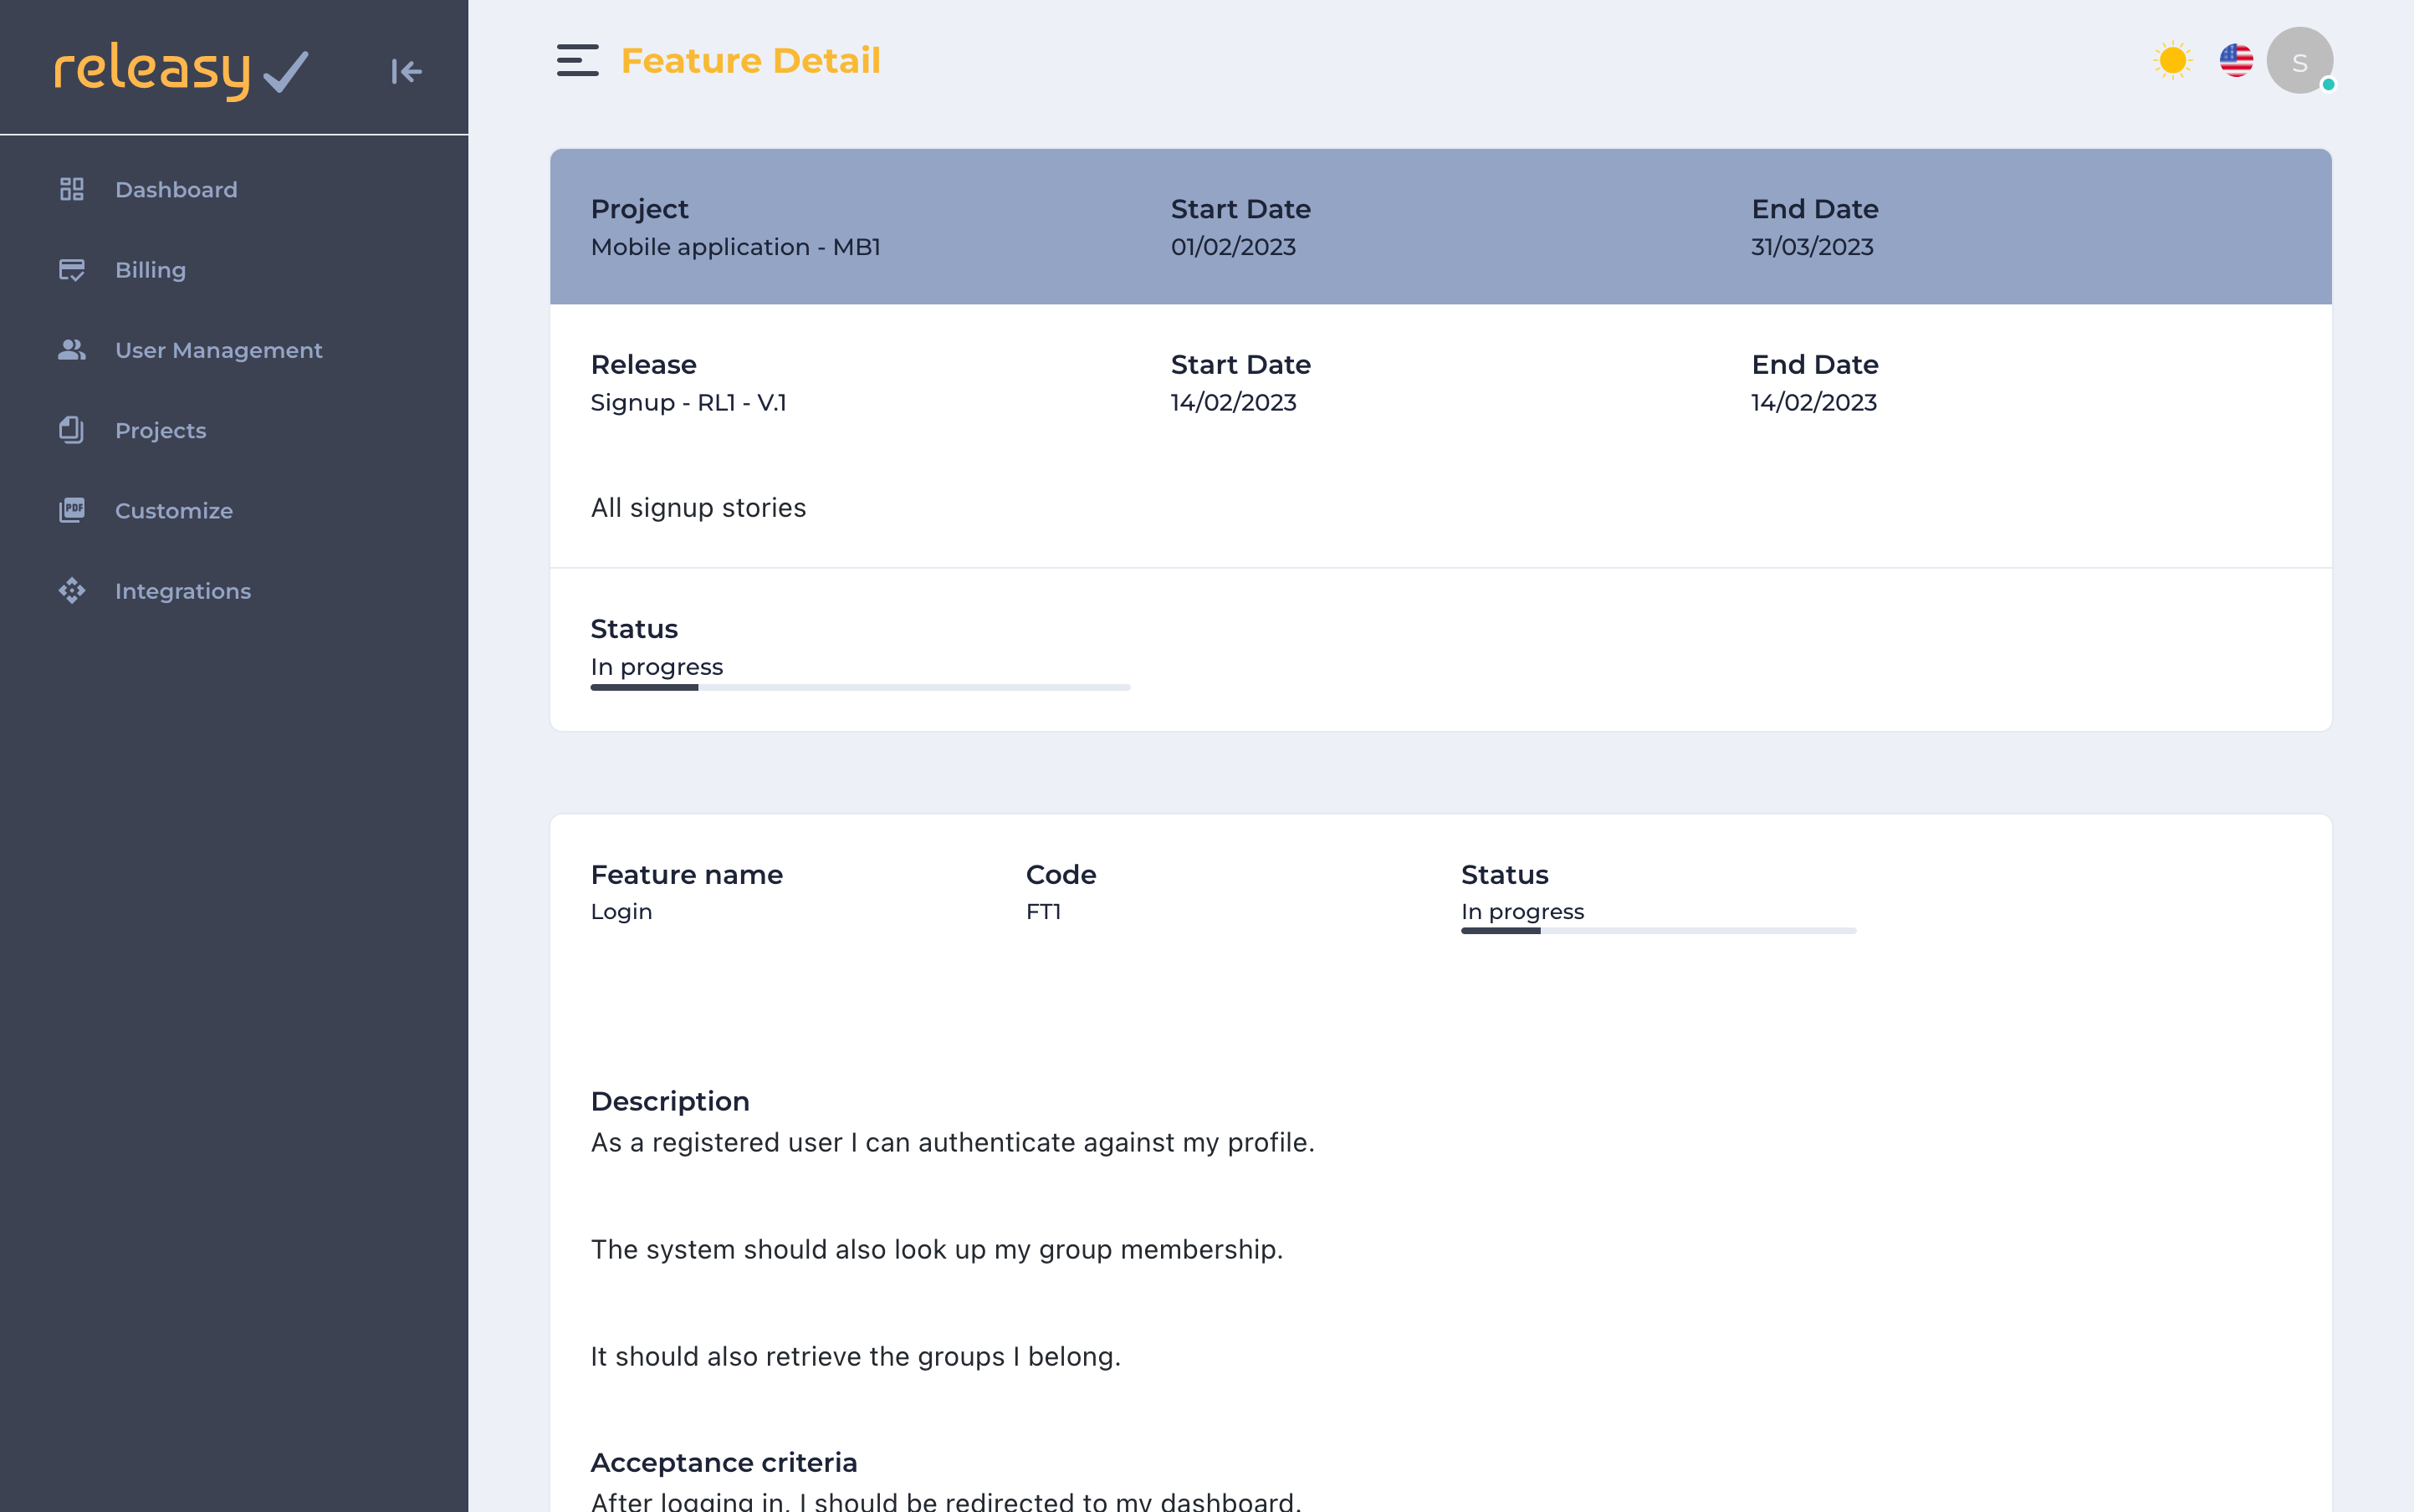 releasy
Feature Detail
S
Dashboard
Billing
User Management
Projects
PDF
Customize
Integrations
Project
Start Date
End Date
Mobile application - MB1
01/02/2023
31/03/2023
Release
Start Date
End Date
Signup - RL1 - V.1
14/02/2023
14/02/2023
All signup stories
Status
In progress
Feature name
Code
Status
Login
FT1
In progress
Description
As a registered user I can authenticate against my profile.
The system should also look up my group membership.
It should also retrieve the groups I belong.
Acceptance criteria
After logging in, I should be redirected to my dashboard.